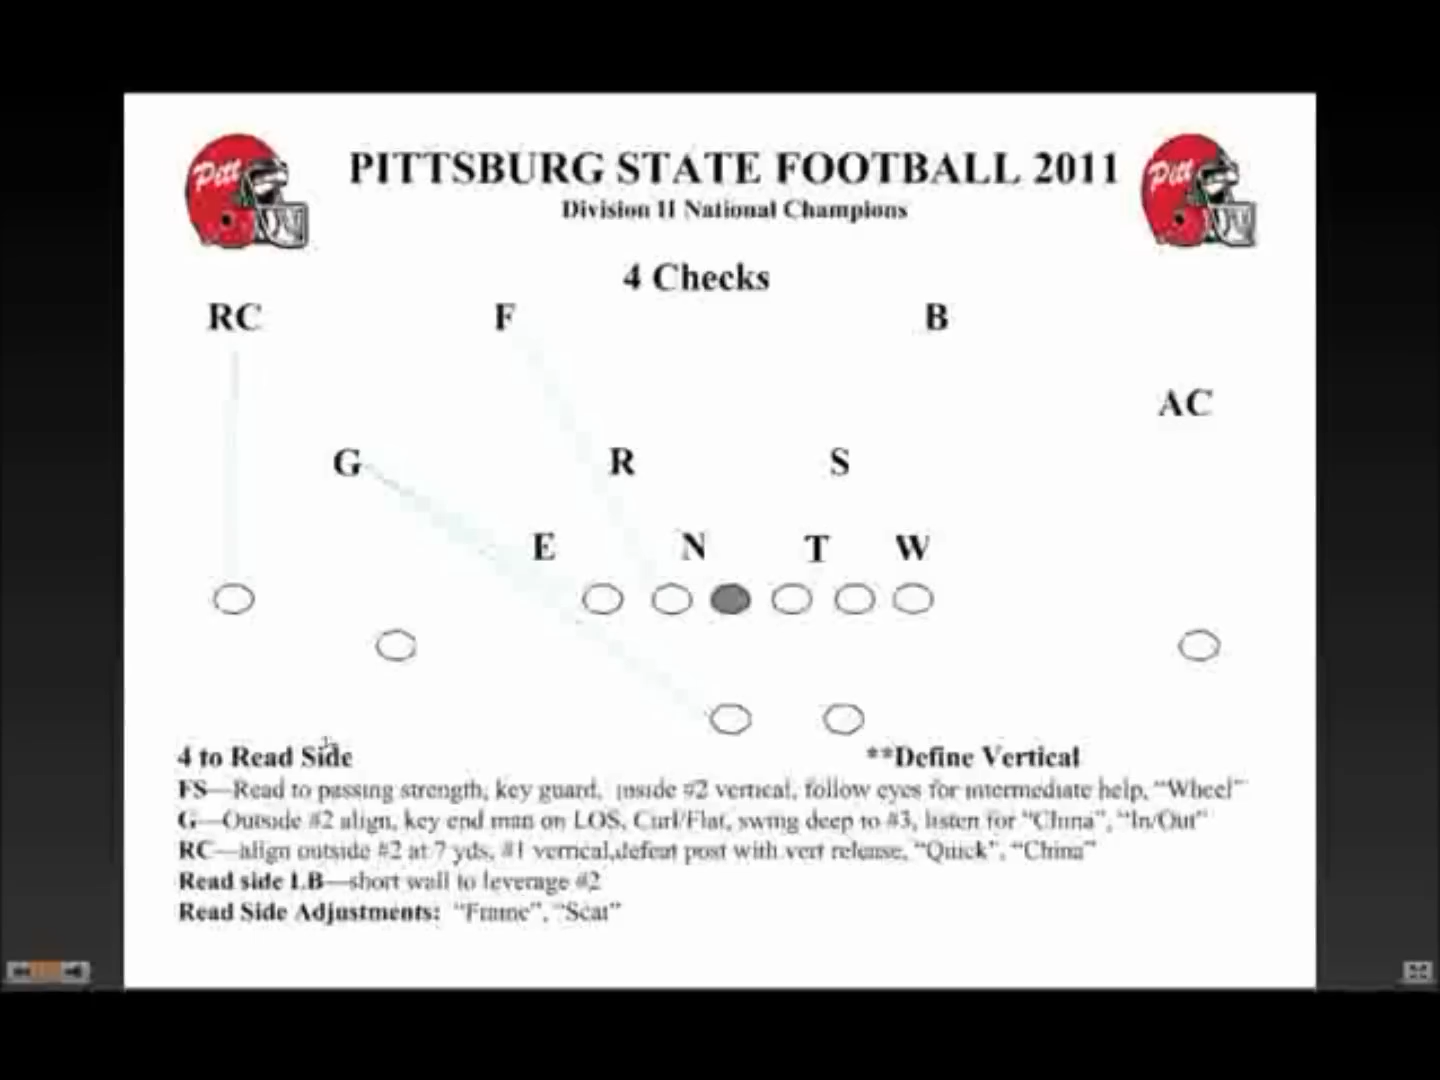 Pitt
PITTSBURG STATE FOOTBALL 2011
Pitt
Division II National Champions
4 Checks
RC F B
AC
G R S
E N T W
4 to Read Side **Define Vertical
FS—Read to passing strength, key guard, inside #2 vertical, follow eyes for intermediate help, “Wheel”
G—Outside #2 align, key end man on LOS, Curl/Flat, swing deep to #3, listen for “China”, “In/Out”
RC—align outside #2 at 7 yds, #1 vertical,defeat post with vert release, “Quick”, “China”
Read side LB—short wall to leverage #2
Read Side Adjustments: “Frame”, “Scat”